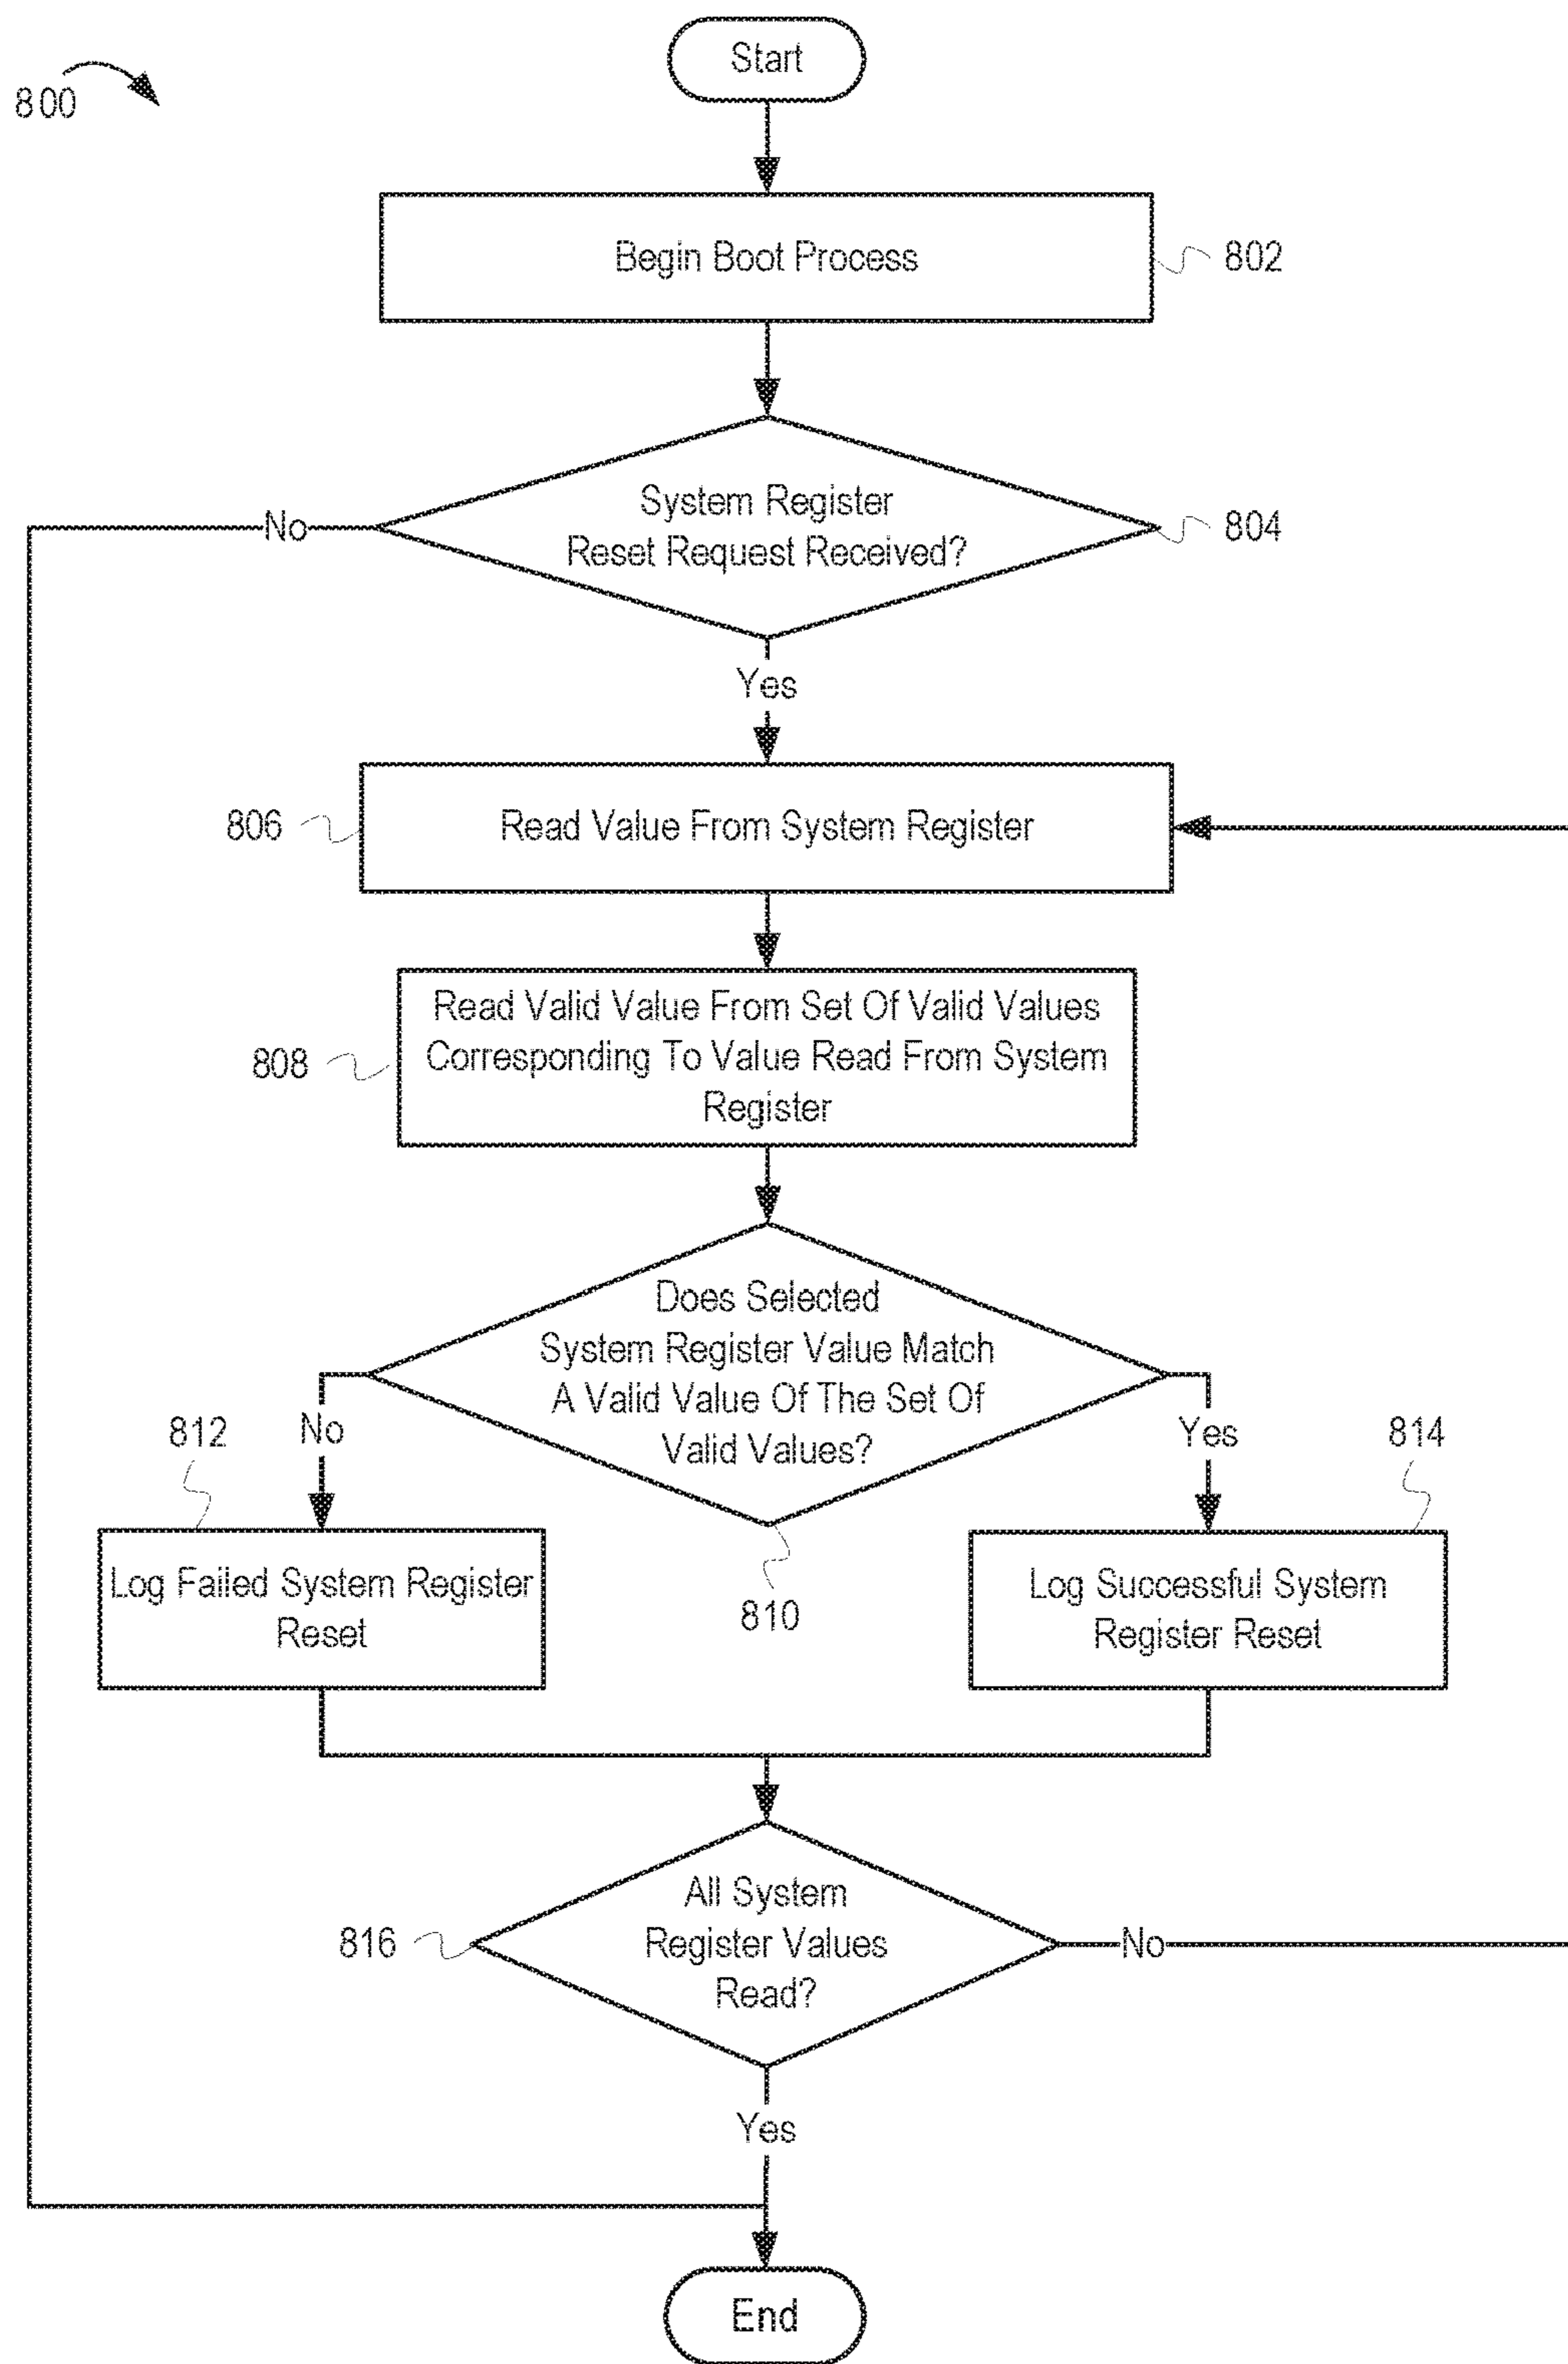 Start
800
Begin Boot Process
802
System Register
Reset Request Received?
804
No
Yes
Read Value From System Register
806
Read Valid Value From Set Of Valid Values
Corresponding To Value Read From System
Register
808
Does Selected
System Register Value Match
A Valid Value Of The Set Of
Valid Values?
812
No
Yes
814
Log Failed System Register
Reset
810
Log Successful System
Register Reset
All System
Register Values
Read?
816
No
Yes
End